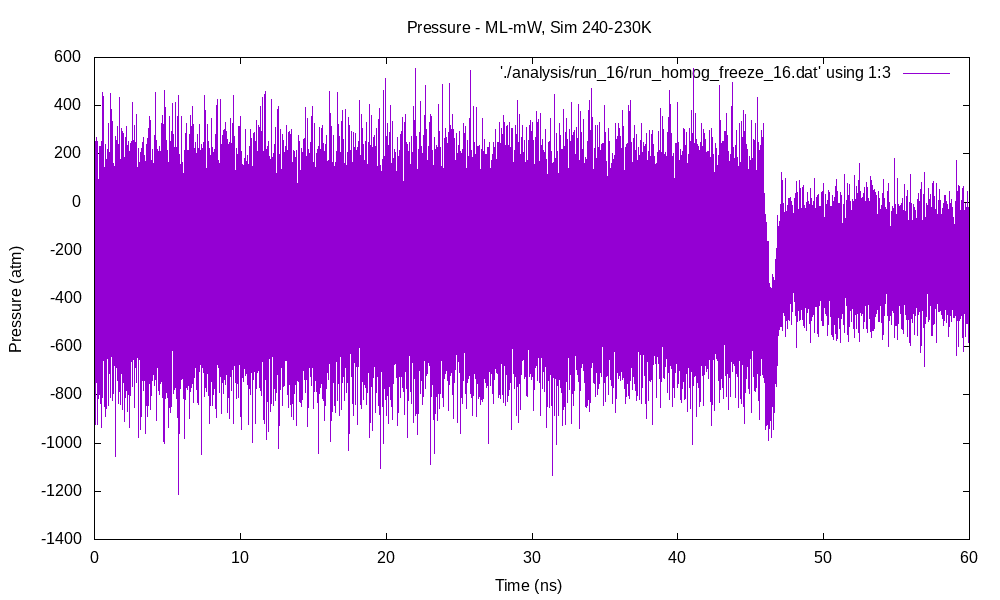 Pressure - ML-mW, Sim 240-230K
'./analysis/run_16/run_homog_freeze_16.dat' using 1:3
600
400
200
0
-200
-400
-600
-800
-1000
-1200
-1400
Pressure (atm)
0 10 20 30 40 50 60
Time (ns)